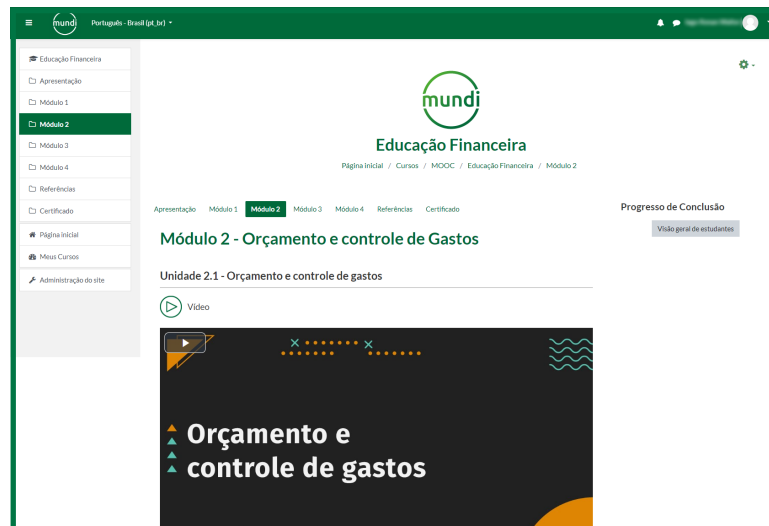 mundi
Português - Brasil (pt_br)
Educação Financeira
Apresentação
Módulo 1
Módulo 2
Módulo 3
Módulo 4
Referências
Certificado
Página inicial
Meus Cursos
Administração do site
mundi
Educação Financeira
Página inicial / Cursos / MOOC / Educação Financeira / Módulo 2
Apresentação Módulo 1 Módulo 2 Módulo 3 Módulo 4 Referências Certificado
Módulo 2 - Orçamento e controle de Gastos
Unidade 2.1 - Orçamento e controle de gastos
Vídeo
Orçamento e
controle de gastos
Progresso de Conclusão
Visão geral de estudantes